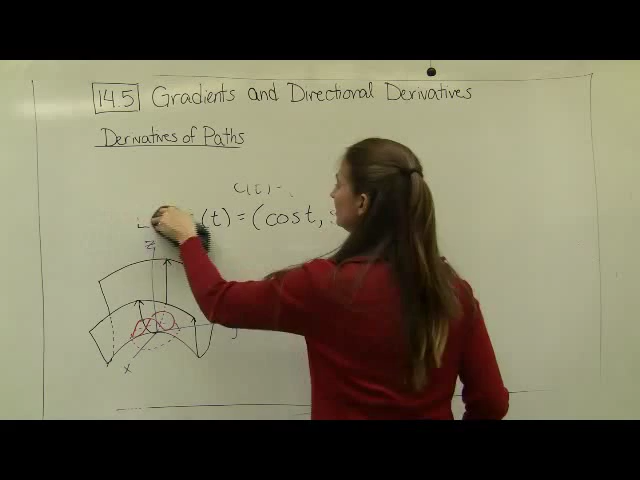 14.5 Gradients and Directional Derivatives
Derivatives of Paths
(t) = (cost,
z
x